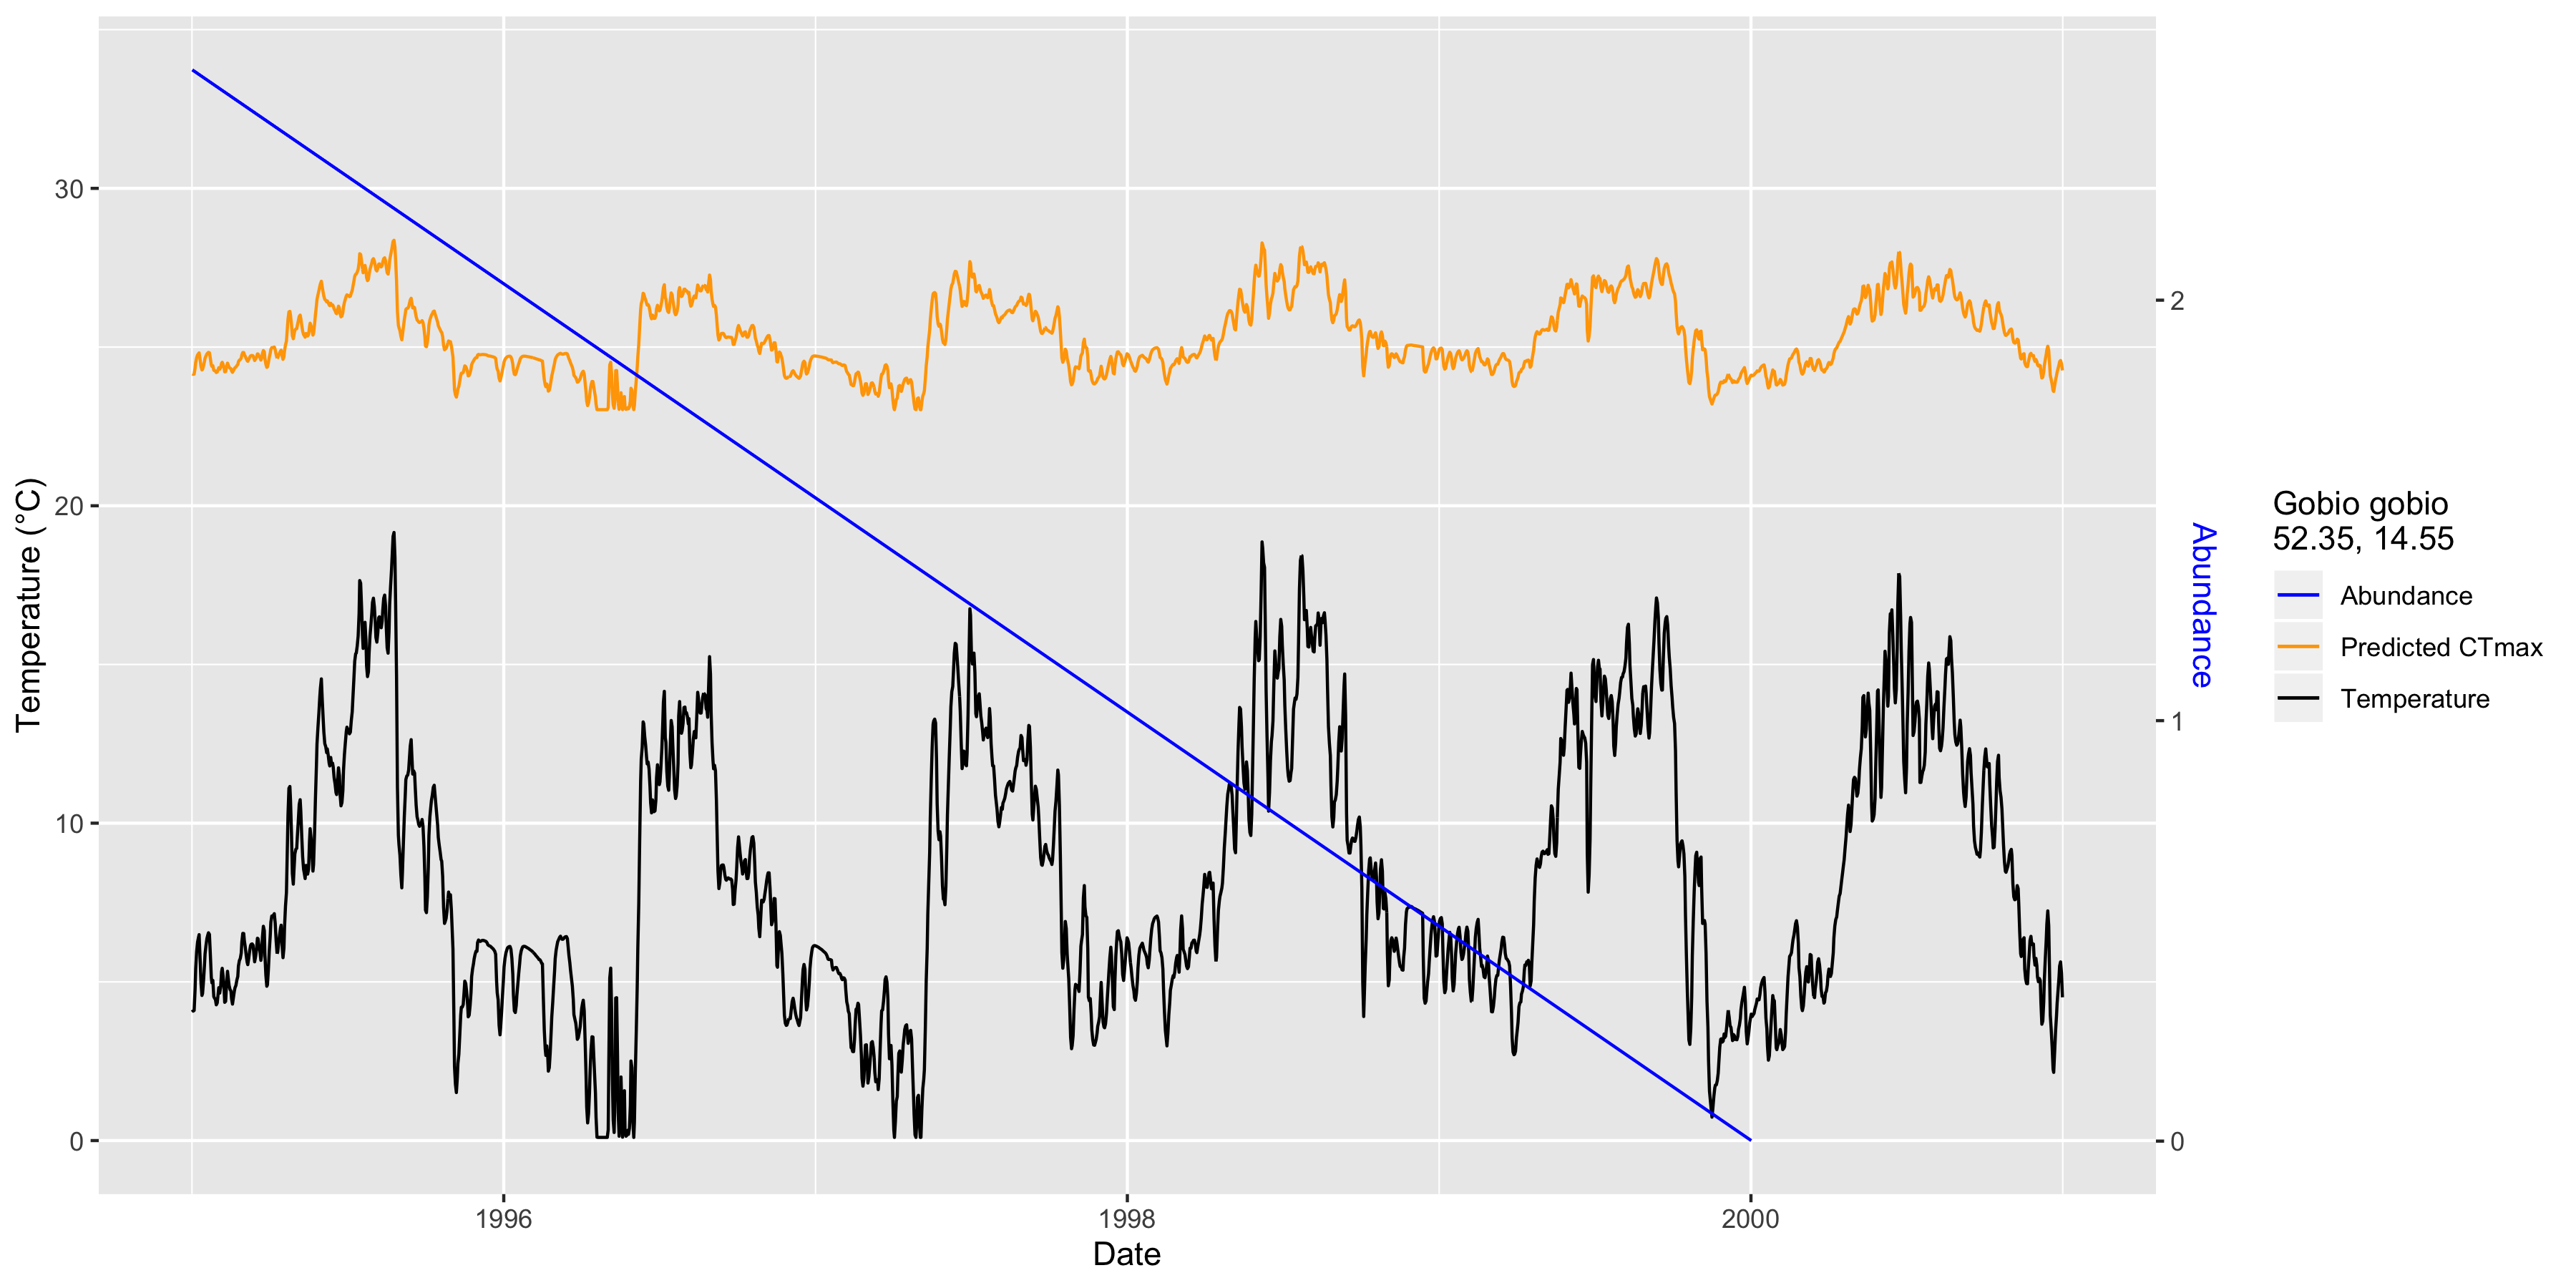 30
20
10
0
Temperature (°C)
1996
1998
2000
Date
2
1
0
Abundance
Gobio gobio
52.35, 14.55
Abundance
Predicted CTmax
Temperature